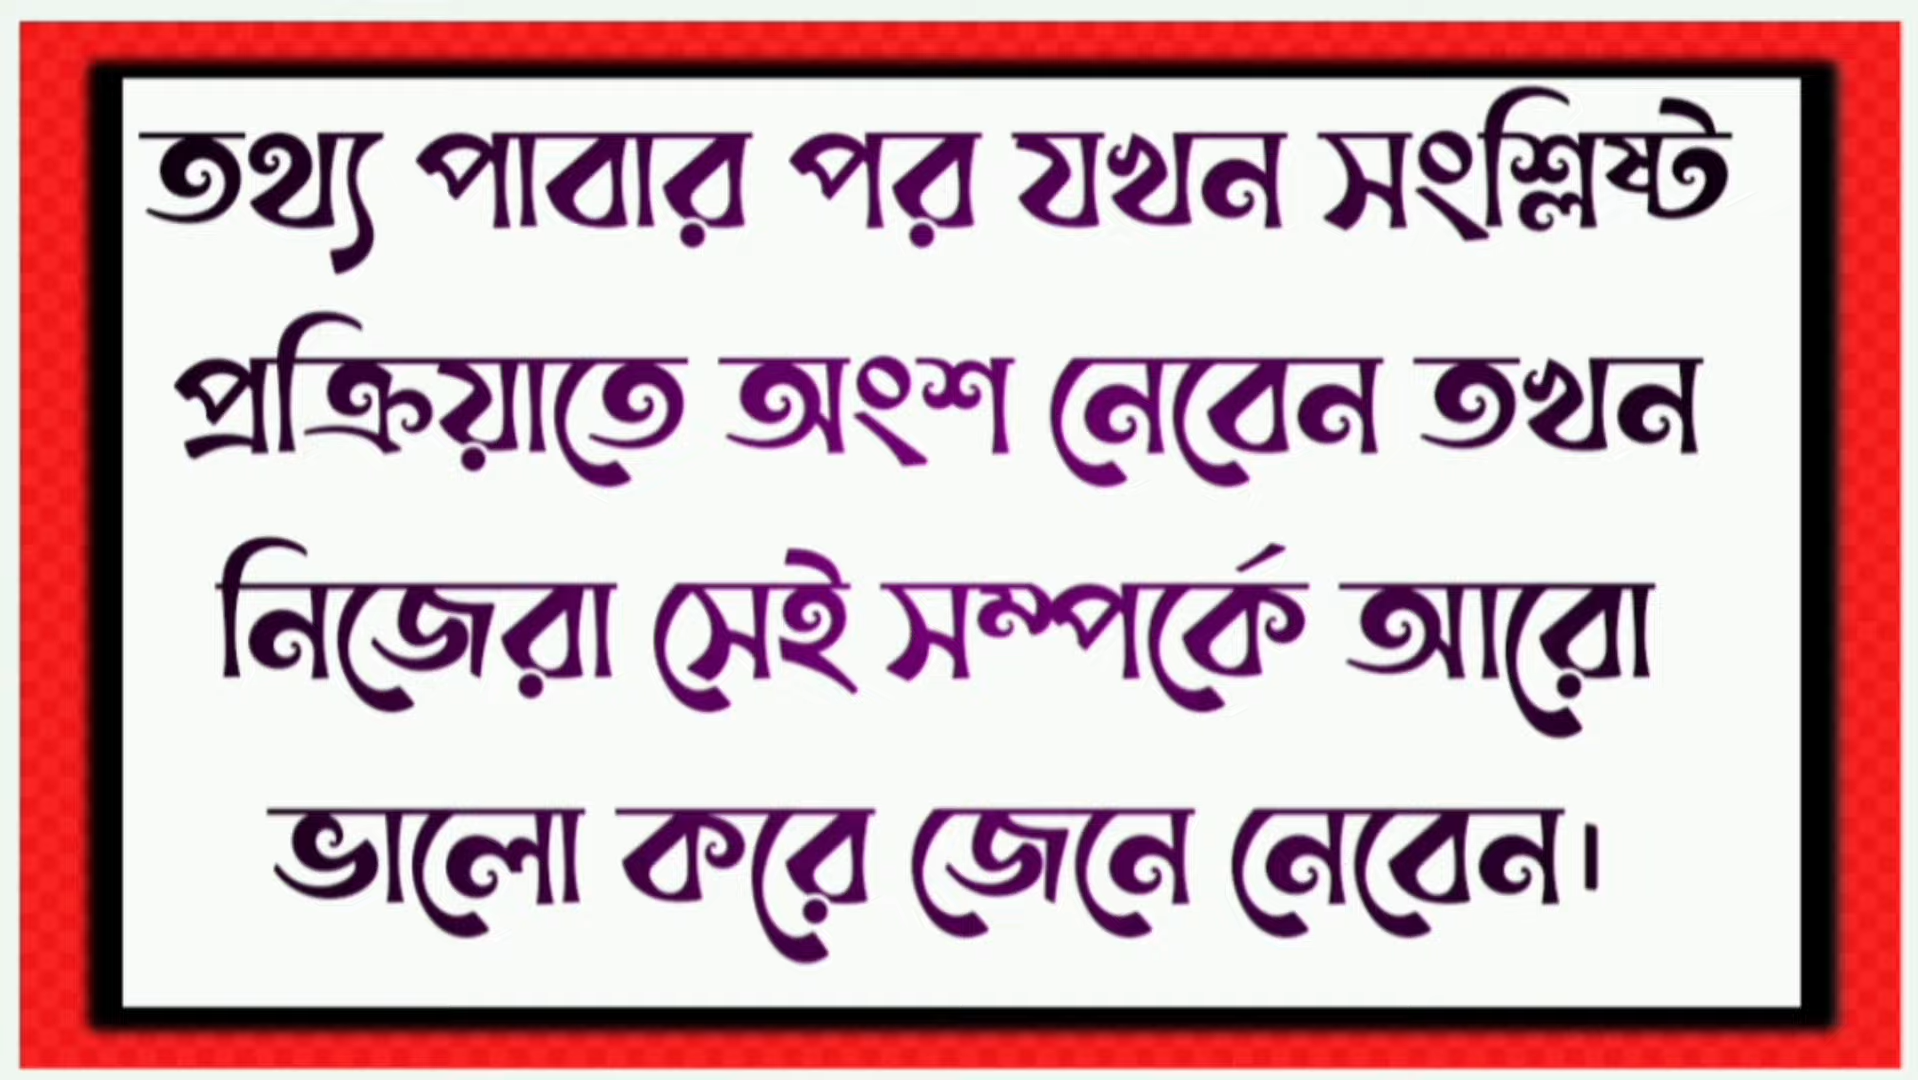 তথ্য পাবার পর যখন সংশ্লিষ্ট
প্রক্রিয়াতে অংশ নেবেন তখন
নিজেরা সেই সম্পর্কে আরো
ভালো করে জেনে নেবেন।